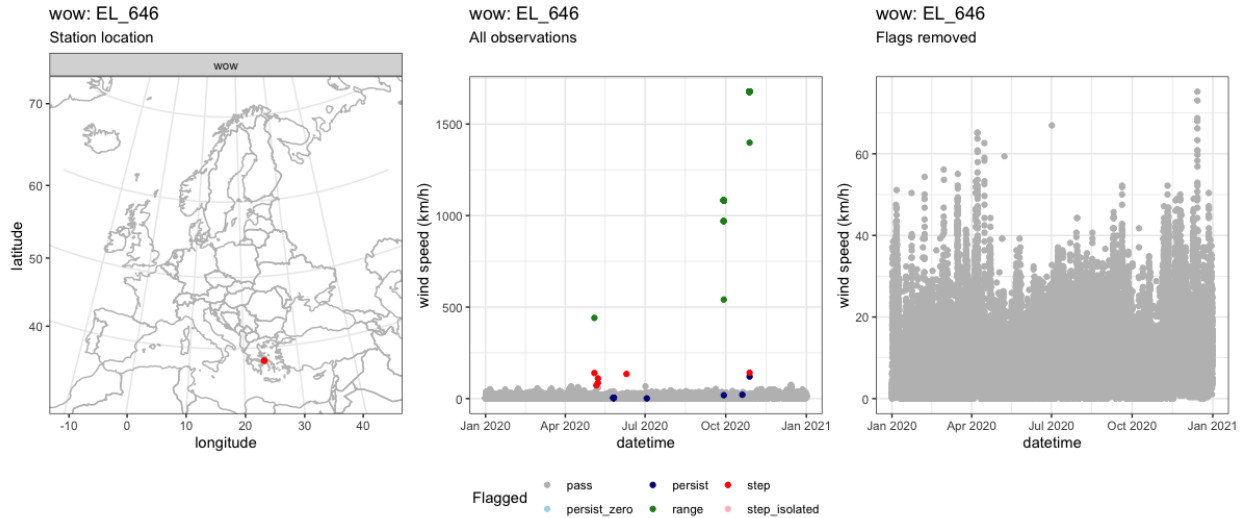 wow: EL_646
Station location
wow
70
60
50
40
latitude
-10 0 10 20 30 40
longitude
wow: EL_646
All observations
1500
1000
500
0
wind speed (km/h)
Jan 2020 Apr 2020 Jul 2020 Oct 2020 Jan 2021
datetime
wow: EL_646
Flags removed
60
40
20
0
wind speed (km/h)
Jan 2020 Apr 2020 Jul 2020 Oct 2020 Jan 2021
datetime
Flagged
pass persist step
persist_zero range step_isolated